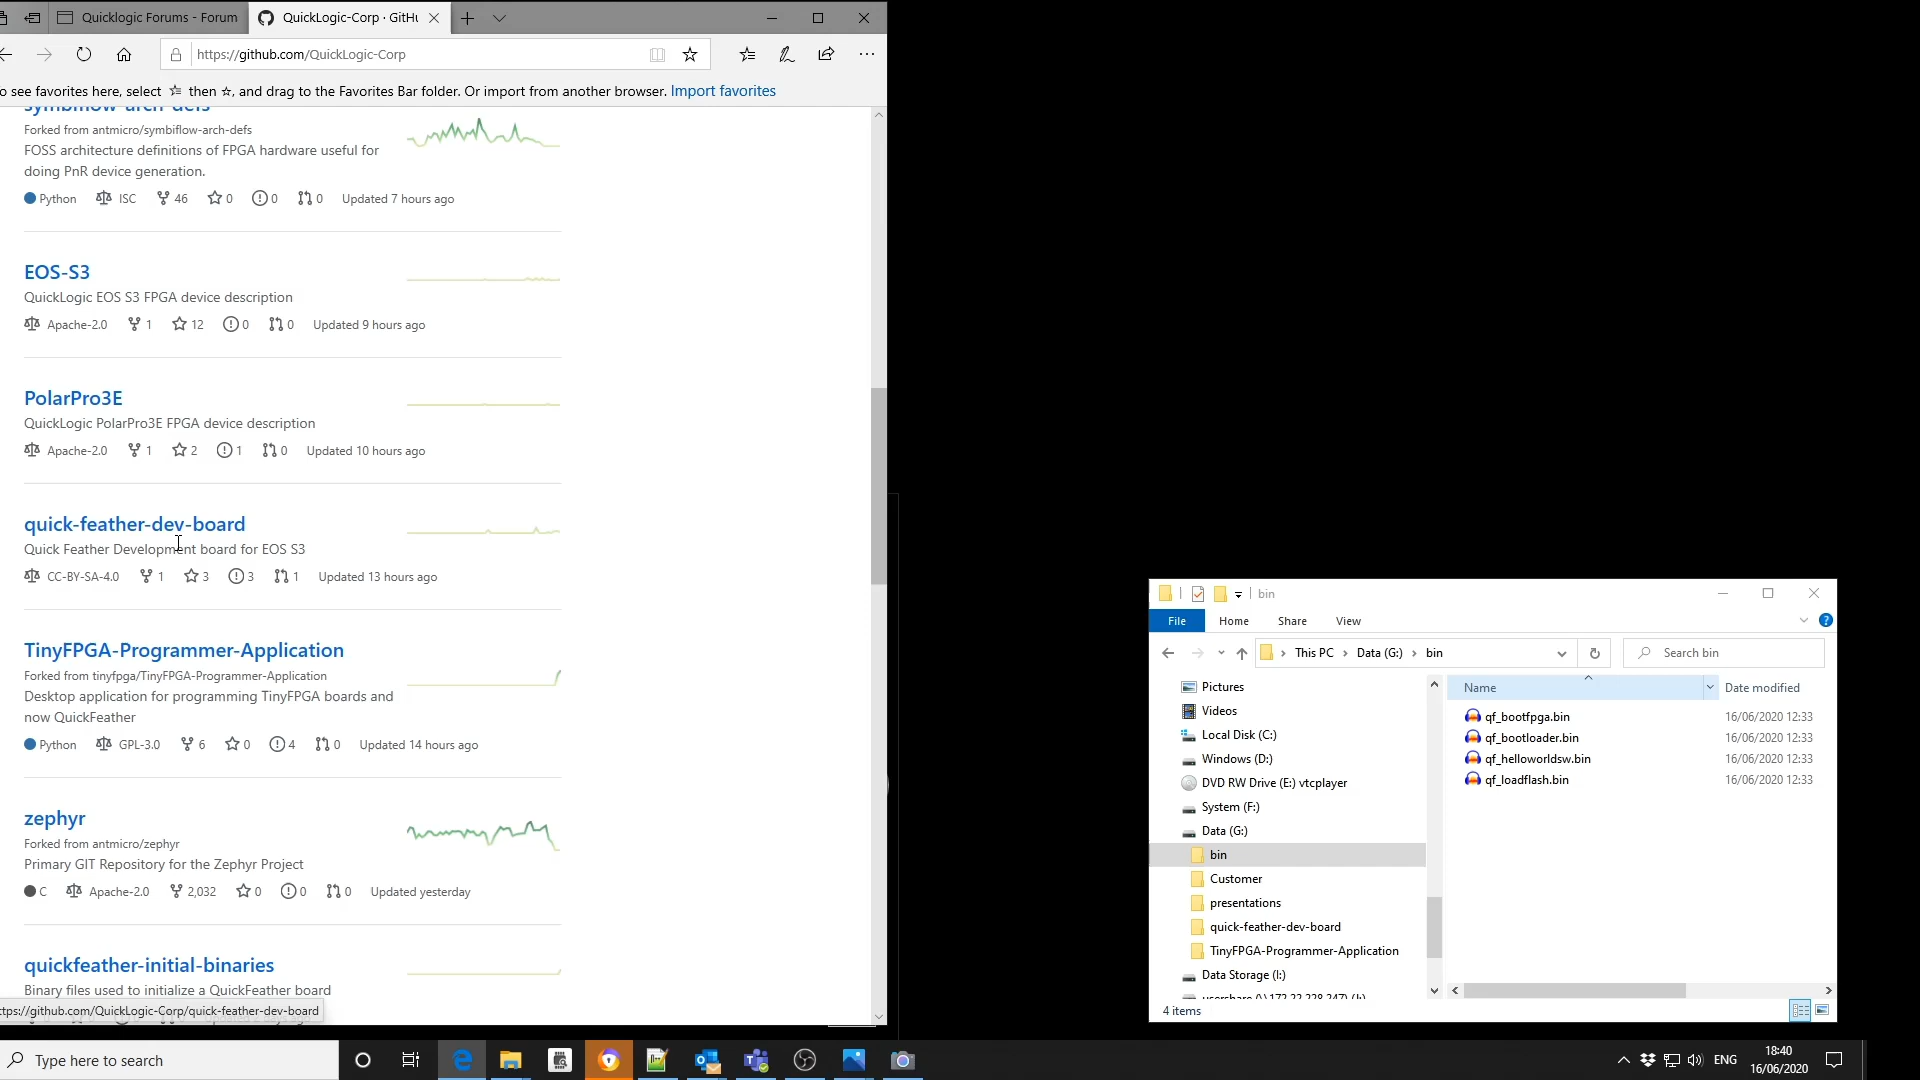 Quicklogic Forums - Forum
QuickLogic-Corp · GitHu
https://github.com/QuickLogic-Corp
o see favorites here, select then , and drag to the Favorites Bar folder. Or import from another browser. Import favorites
symbiflow-arch-defs
Forked from antmicro/symbiflow-arch-defs
FOSS architecture definitions of FPGA hardware useful for
doing PnR device generation.
Python ISC 46 0 0 0 Updated 7 hours ago
EOS-S3
QuickLogic EOS S3 FPGA device description
Apache-2.0 1 12 0 0 Updated 9 hours ago
PolarPro3E
QuickLogic PolarPro3E FPGA device description
Apache-2.0 1 2 1 0 Updated 10 hours ago
quick-feather-dev-board
Quick Feather Development board for EOS S3
CC-BY-SA-4.0 1 3 3 1 Updated 13 hours ago
TinyFPGA-Programmer-Application
Forked from tinyfpga/TinyFPGA-Programmer-Application
Desktop application for programming TinyFPGA boards and
now QuickFeather
Python GPL-3.0 6 0 4 0 Updated 14 hours ago
zephyr
Forked from antmicro/zephyr
Primary GIT Repository for the Zephyr Project
C Apache-2.0 2,032 0 0 0 Updated yesterday
quickfeather-initial-binaries
Binary files used to initialize a QuickFeather board
ttps://github.com/QuickLogic-Corp/quick-feather-dev-board
bin
File Home Share View
This PC Data (G:) bin
Search bin
Name Date modified
Pictures
Videos
Local Disk (C:)
Windows (D:)
DVD RW Drive (E:) vtcplayer
System (F:)
Data (G:)
bin
Customer
presentations
quick-feather-dev-board
TinyFPGA-Programmer-Application
Data Storage (I:)
qf_bootfpga.bin 16/06/2020 12:33
qf_bootloader.bin 16/06/2020 12:33
qf_helloworldsw.bin 16/06/2020 12:33
qf_loadflash.bin 16/06/2020 12:33
4 items
Type here to search
ENG
18:40
16/06/2020